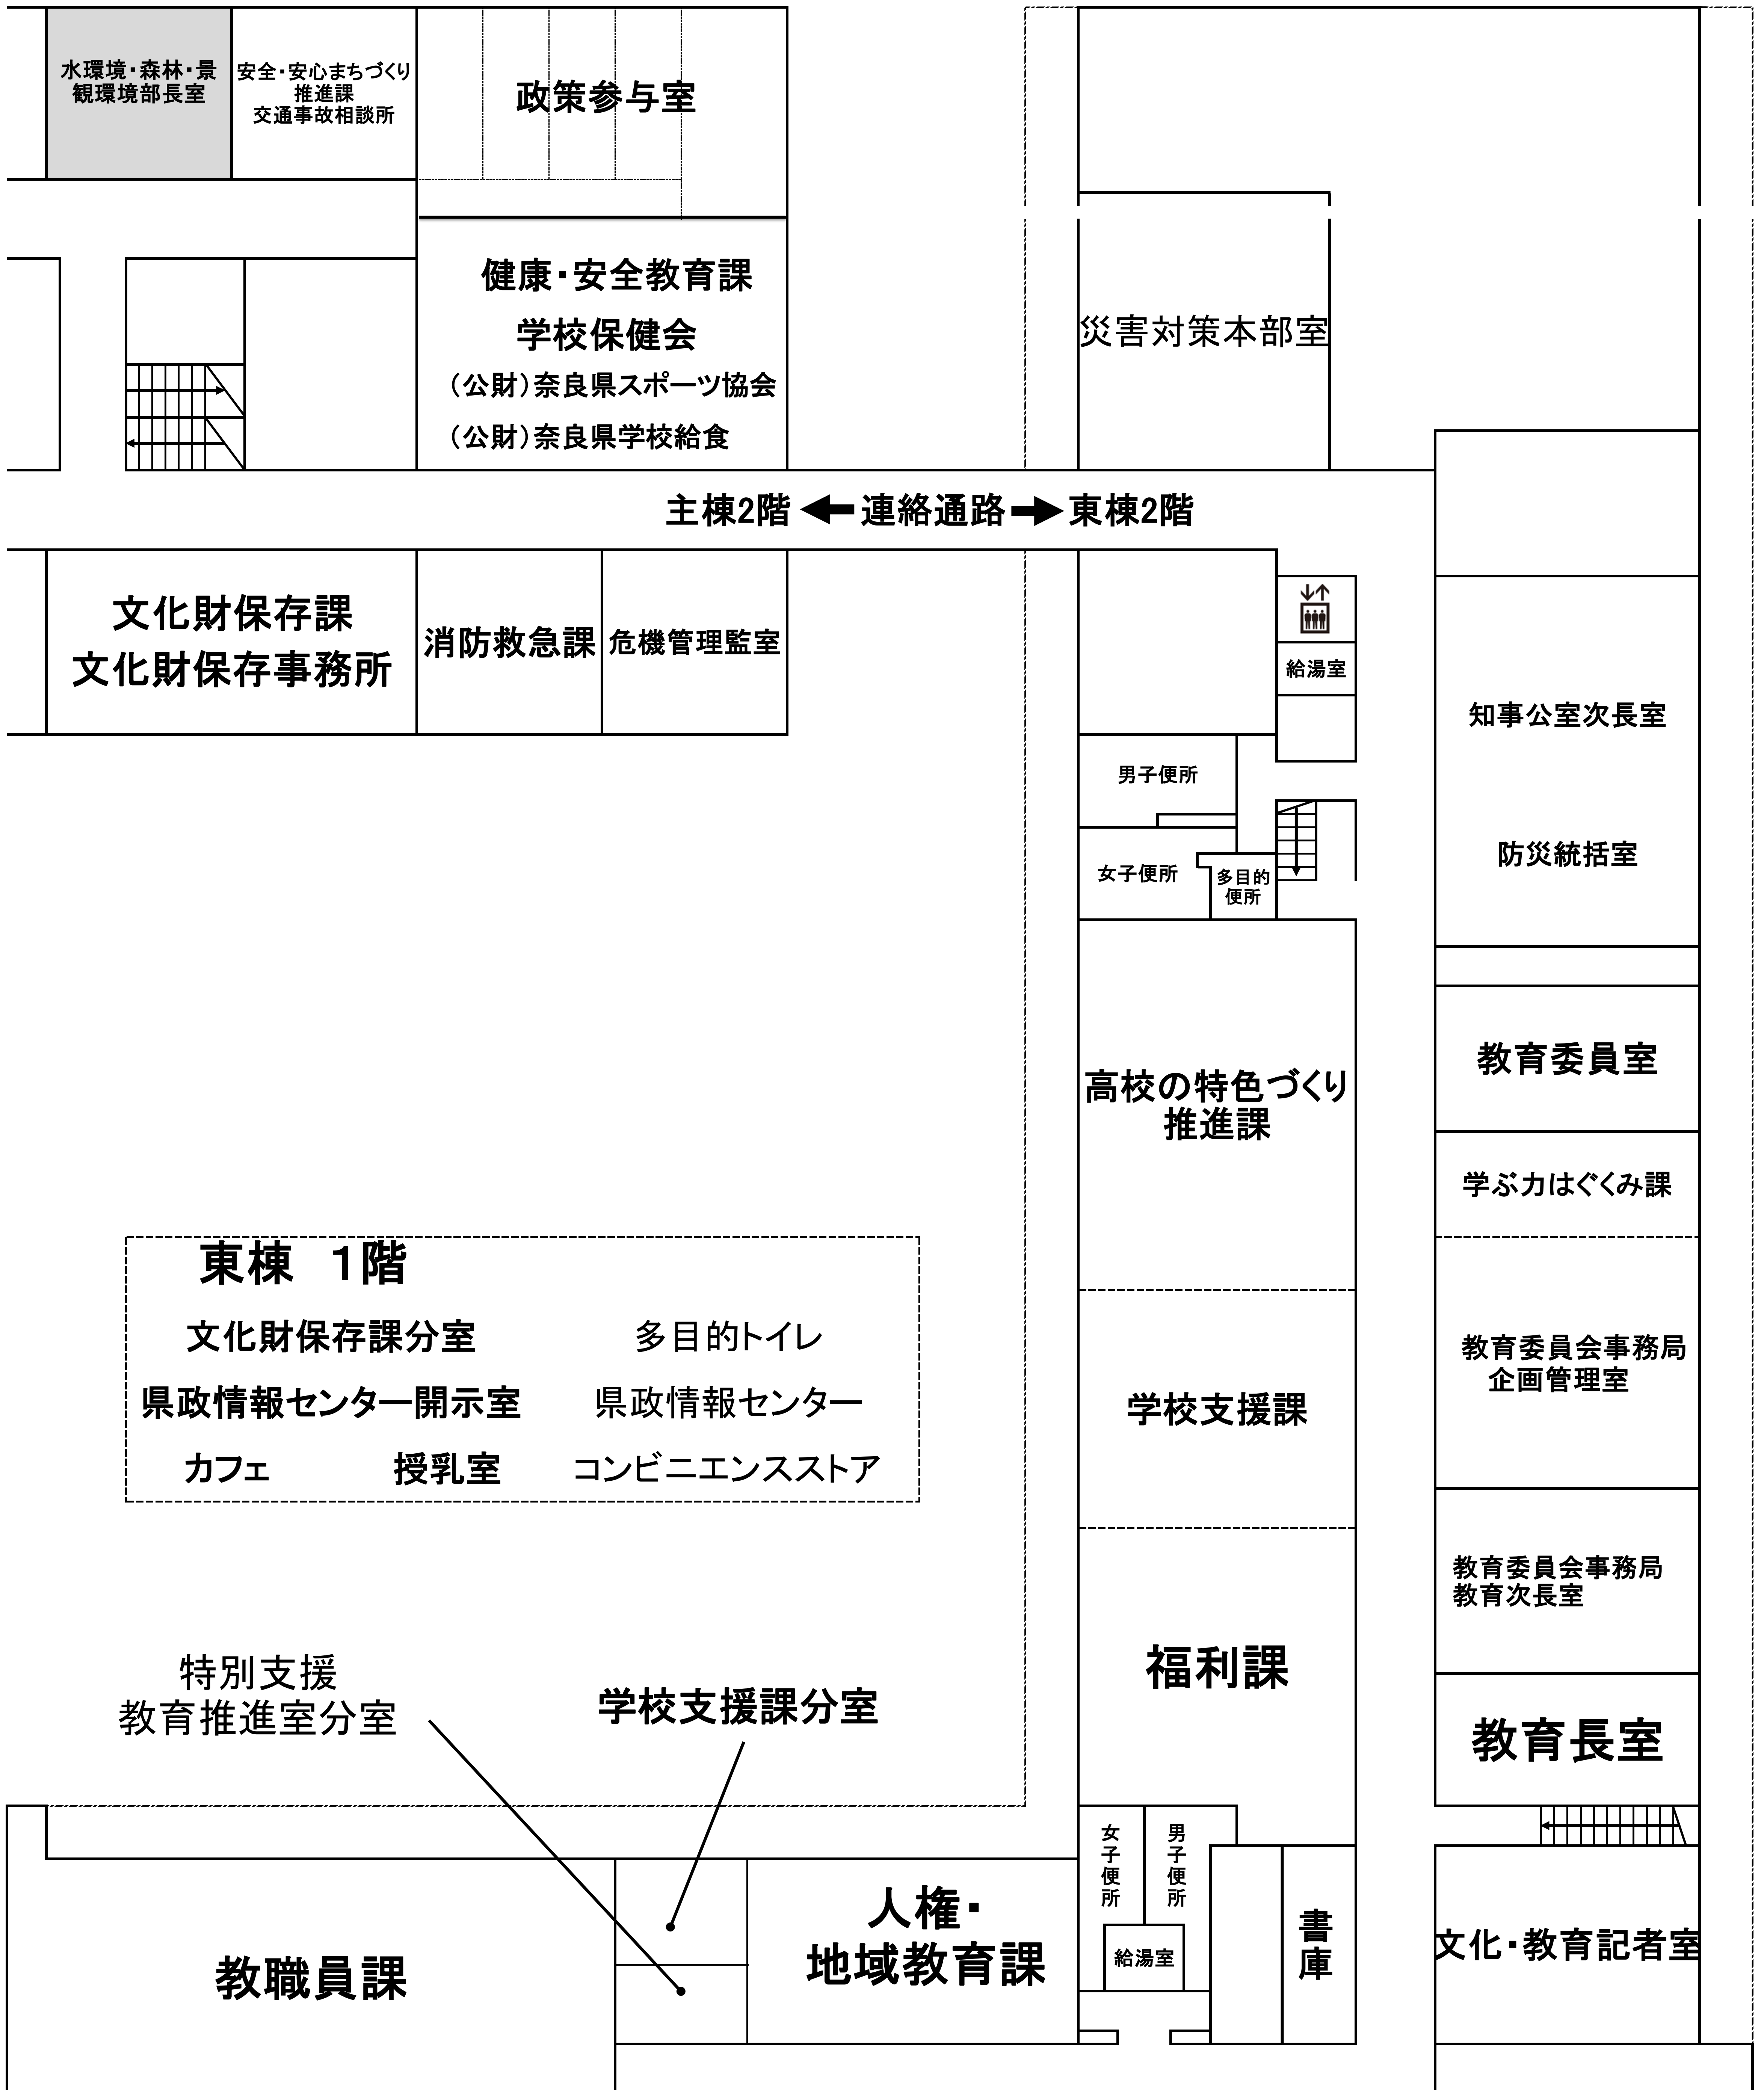 水環境・森林・景
観環境部長室
安全・安心まちづくり
推進課
交通事故相談所
政策参与室
健康・安全教育課
学校保健会
（公財）奈良県スポーツ協会
（公財）奈良県学校給食
災害対策本部室
主棟2階 ← 連絡通路 → 東棟2階
文化財保存課
文化財保存事務所
消防救急課
危機管理監室
給湯室
知事公室次長室
男子便所
防災統括室
女子便所
多目的
便所
教育委員室
高校の特色づくり
推進課
学ぶ力はぐくみ課
東棟 1階
文化財保存課分室
多目的トイレ
県政情報センター開示室
県政情報センター
カフェ
授乳室
コンビニエンスストア
教育委員会事務局
企画管理室
学校支援課
教育委員会事務局
教育次長室
福利課
特別支援
教育推進室分室
学校支援課分室
教育長室
女子便所
男子便所
給湯室
書庫
文化・教育記者室
人権・
地域教育課
教職員課